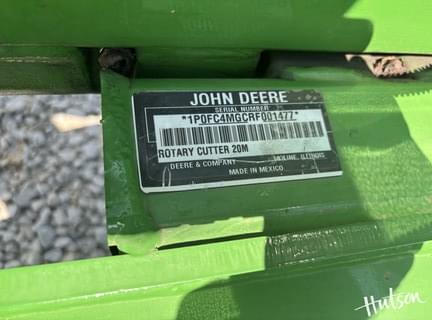 JOHN DEERE
SERIAL NUMBER
*1P0FC4MGCRF001477*
ROTARY CUTTER 20M
DEERE & COMPANY MOLINE, ILLINOIS
MADE IN MEXICO
Hutson